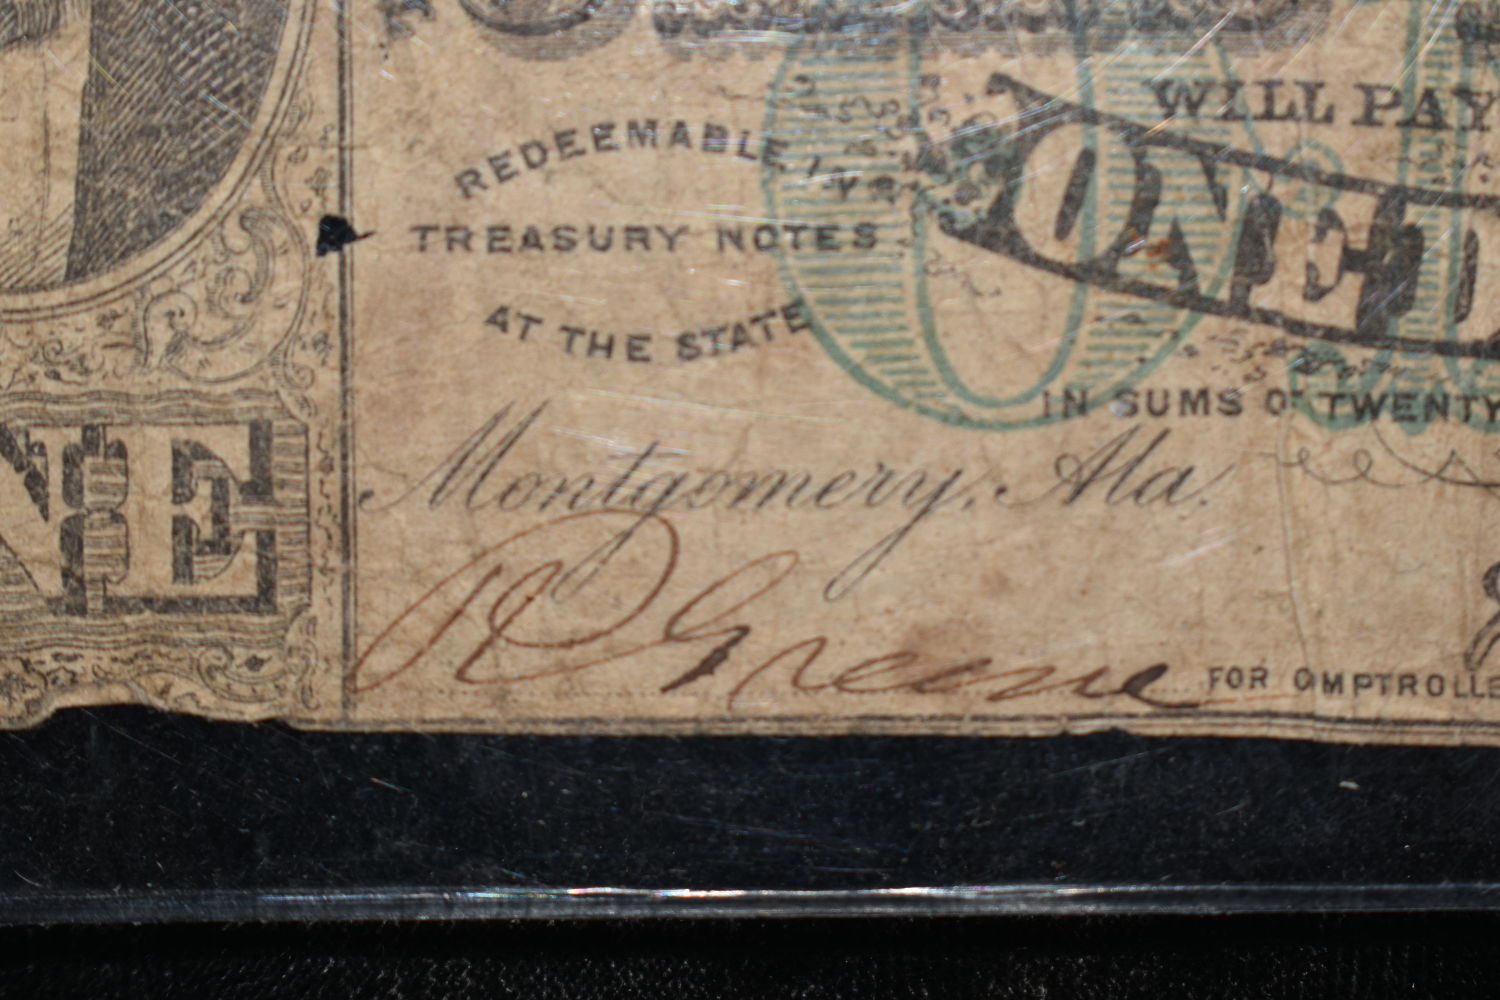 WILL PAY
REDEEMABLE IN
TREASURY NOTES
AT THE STATE
ONE D
IN SUMS OF TWENTY
Montgomery, Ala.
NE
R Greene
FOR OMPTROLLE